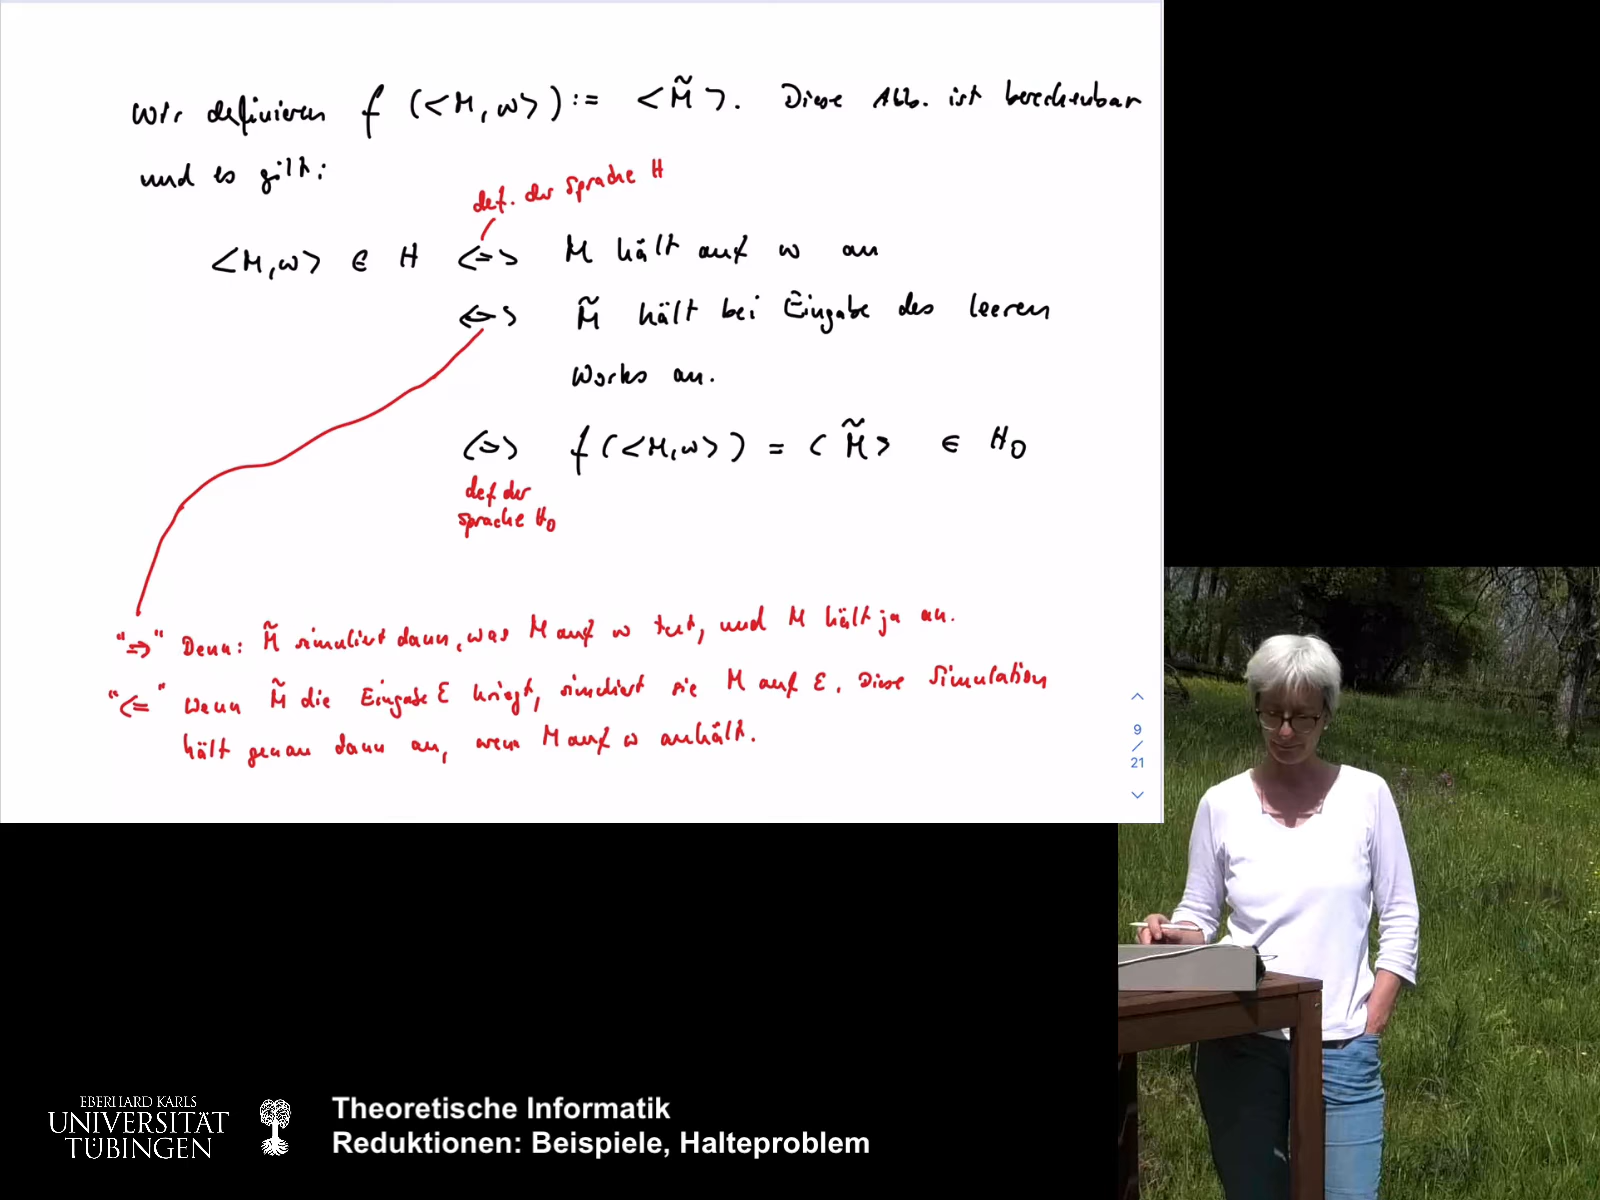 Wir definieren f (<M, w>) := <M̃>. Diese Abb. ist berechenbar
und es gilt:
def. der Sprache H
<M,w> ∈ H <=> M hält auf w an
<=> M̃ hält bei Eingabe des leeren
Worts an.
<=> f(<M,w>) = <M̃> ∈ H₀
def der
Sprache H₀
"=>" Denn: M̃ simuliert dann, was M auf w tut, und M hält ja an.
"<=" Wenn M̃ die Eingabe ε kriegt, simuliert sie M auf ε. Diese Simulation
hält genau dann an, wenn M auf w anhält.
9
/
21
EBERHARD KARLS
UNIVERSITÄT
TÜBINGEN
Theoretische Informatik
Reduktionen: Beispiele, Halteproblem